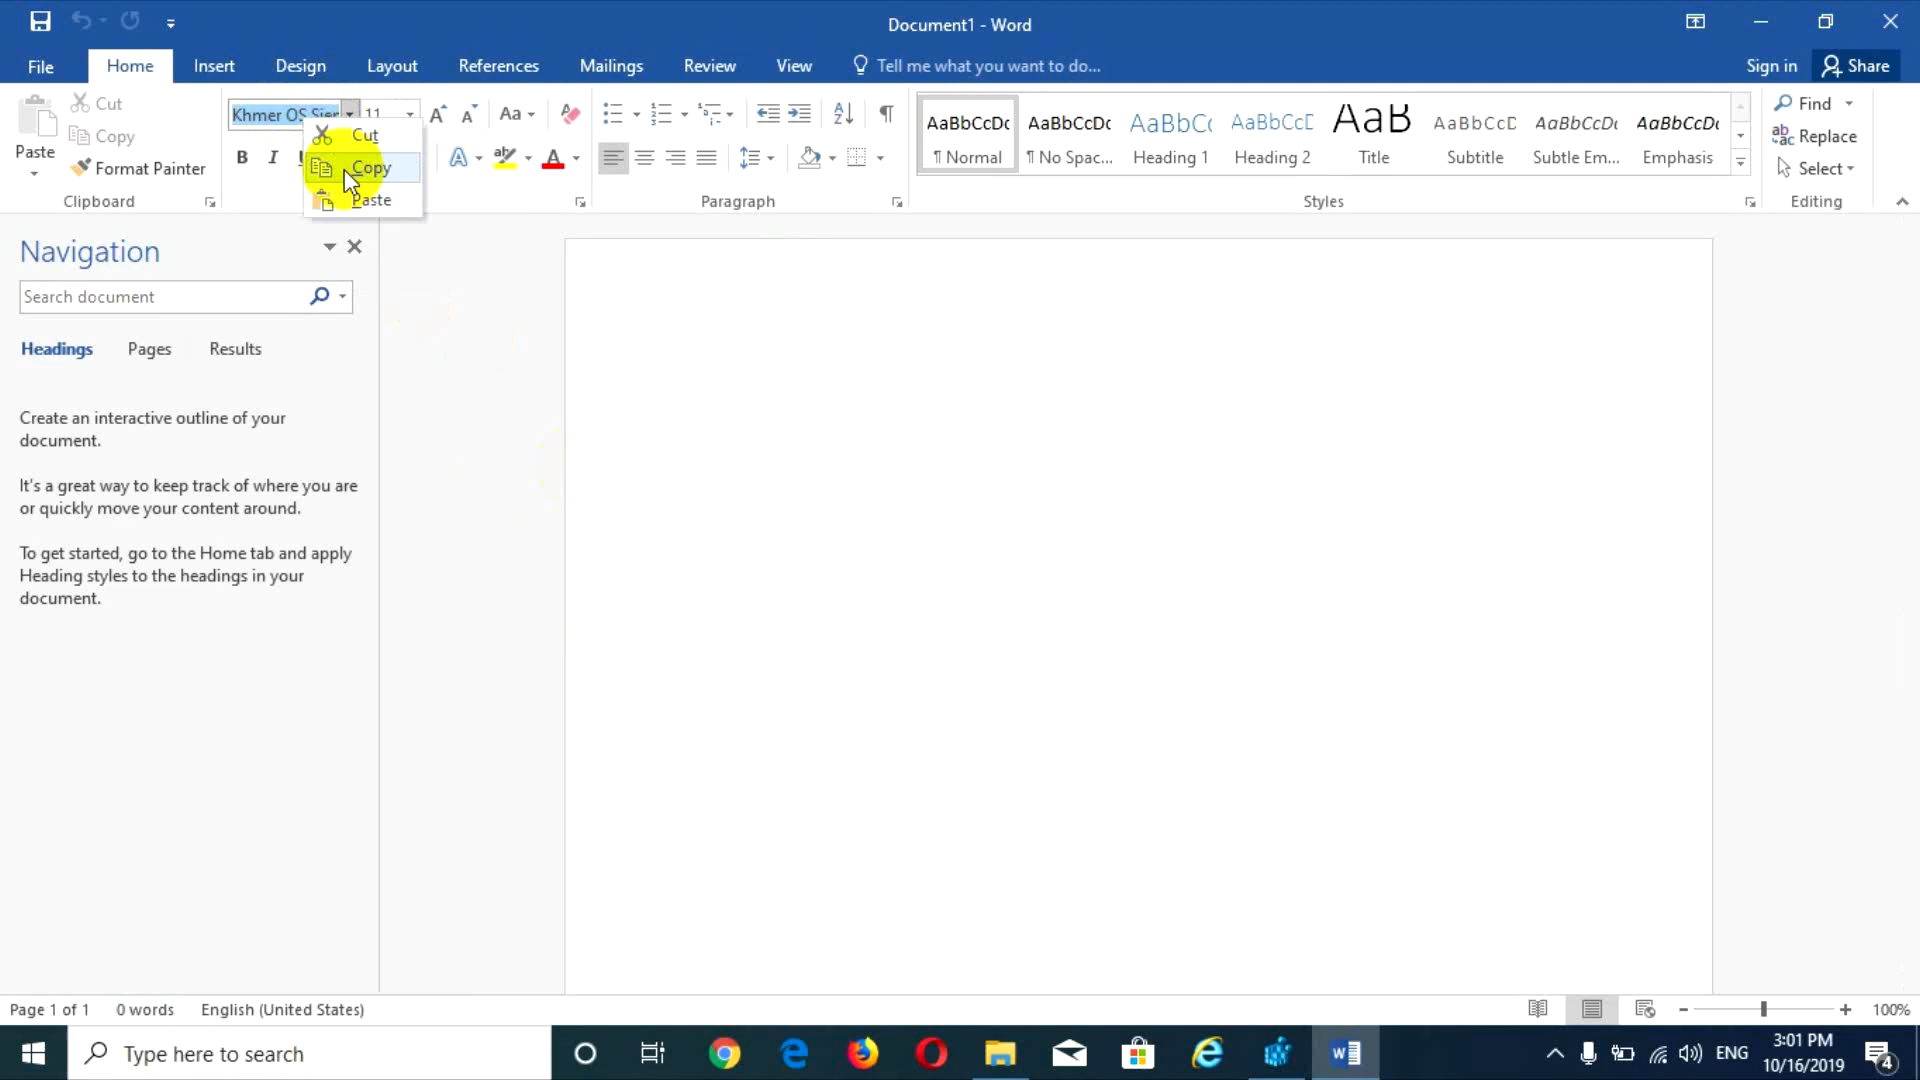 Document1 - Word
File Home Insert Design Layout References Mailings Review View Tell me what you want to do... Sign in Share
Paste
Cut
Copy
Format Painter
Clipboard
Khmer OS Sier 11
Aa
B I
A
Cut
Copy
Paste
Paragraph
AaBbCcDc AaBbCcDc AaBbC AaBbCcD AaB AaBbCcD AaBbCcDc AaBbCcDc
¶ Normal ¶ No Spac... Heading 1 Heading 2 Title Subtitle Subtle Em... Emphasis
Styles
Find
Replace
Select
Editing
Navigation
Search document
Headings Pages Results
Create an interactive outline of your
document.
It's a great way to keep track of where you are
or quickly move your content around.
To get started, go to the Home tab and apply
Heading styles to the headings in your
document.
Page 1 of 1 0 words English (United States) 100%
Type here to search
ENG
3:01 PM
10/16/2019
4